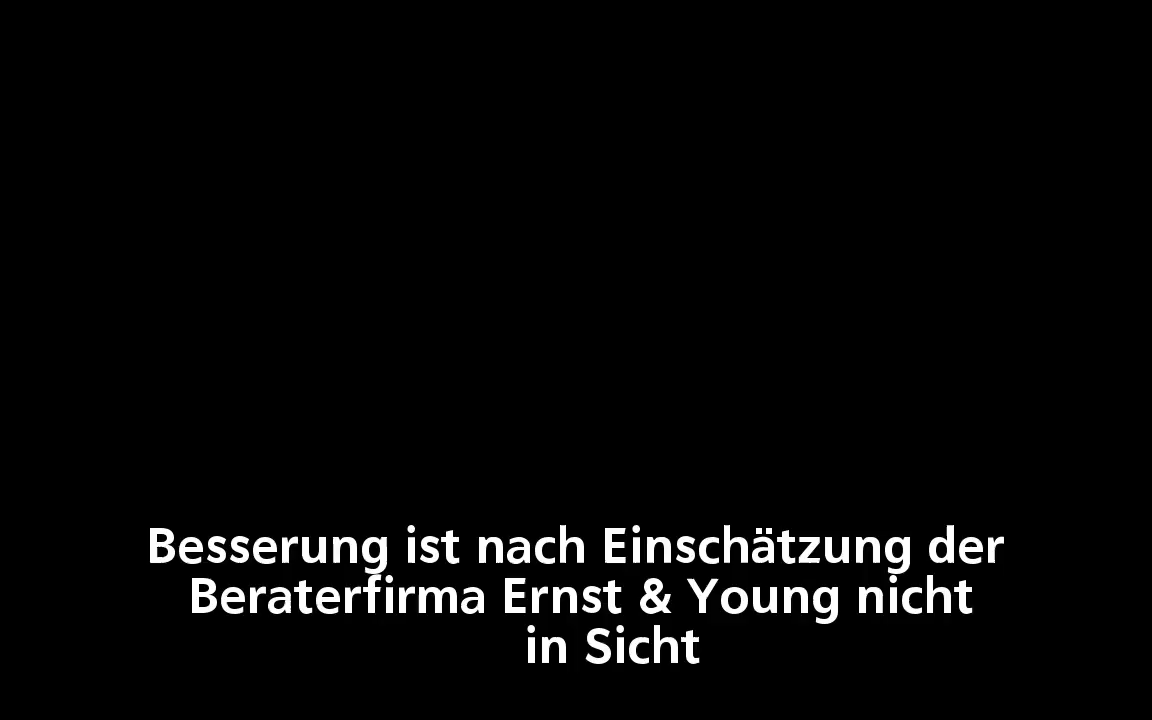 Besserung ist nach Einschätzung der
Beraterfirma Ernst & Young nicht
in Sicht